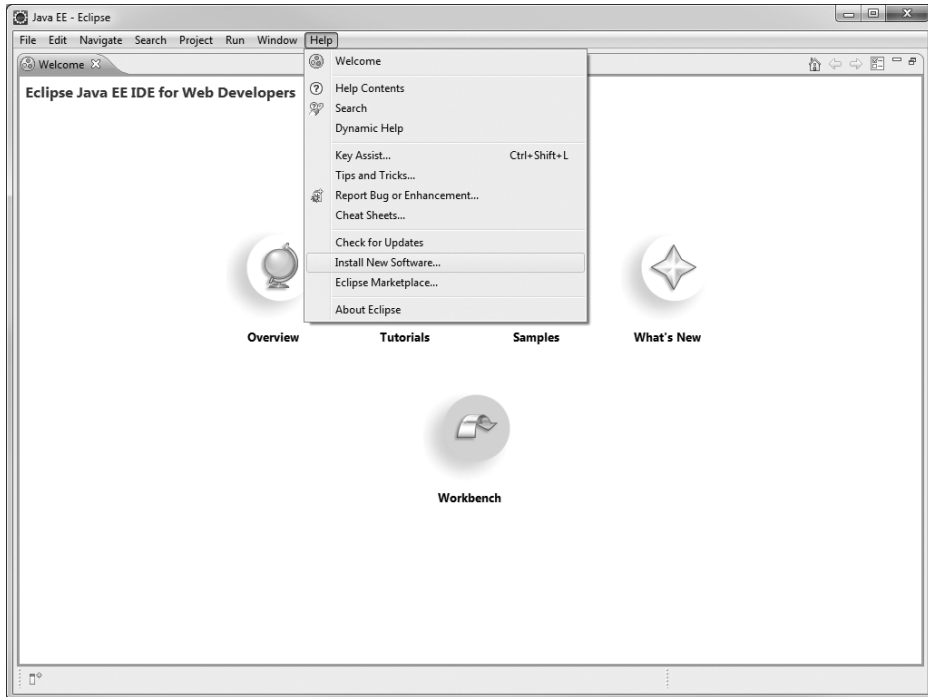 Java EE - Eclipse
File Edit Navigate Search Project Run Window Help
Welcome
Eclipse Java EE IDE for Web Developers
Welcome
Help Contents
Search
Dynamic Help
Key Assist... Ctrl+Shift+L
Tips and Tricks...
Report Bug or Enhancement...
Cheat Sheets...
Check for Updates
Install New Software...
Eclipse Marketplace...
About Eclipse
Overview Tutorials Samples What's New
Workbench